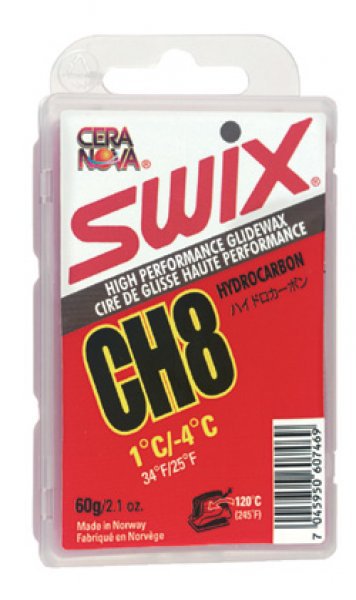 CERA
NOVA®
SWIX®
HIGH PERFORMANCE GLIDEWAX
CIRE DE GLISSE HAUTE PERFORMANCE
HYDROCARBON
ハイドロカーボン
CH8
1°C/-4°C
34°F/25°F
60g/2.1 oz.
120°C
(245°F)
Made in Norway
Fabriqué en Norvège
7 045950 607469